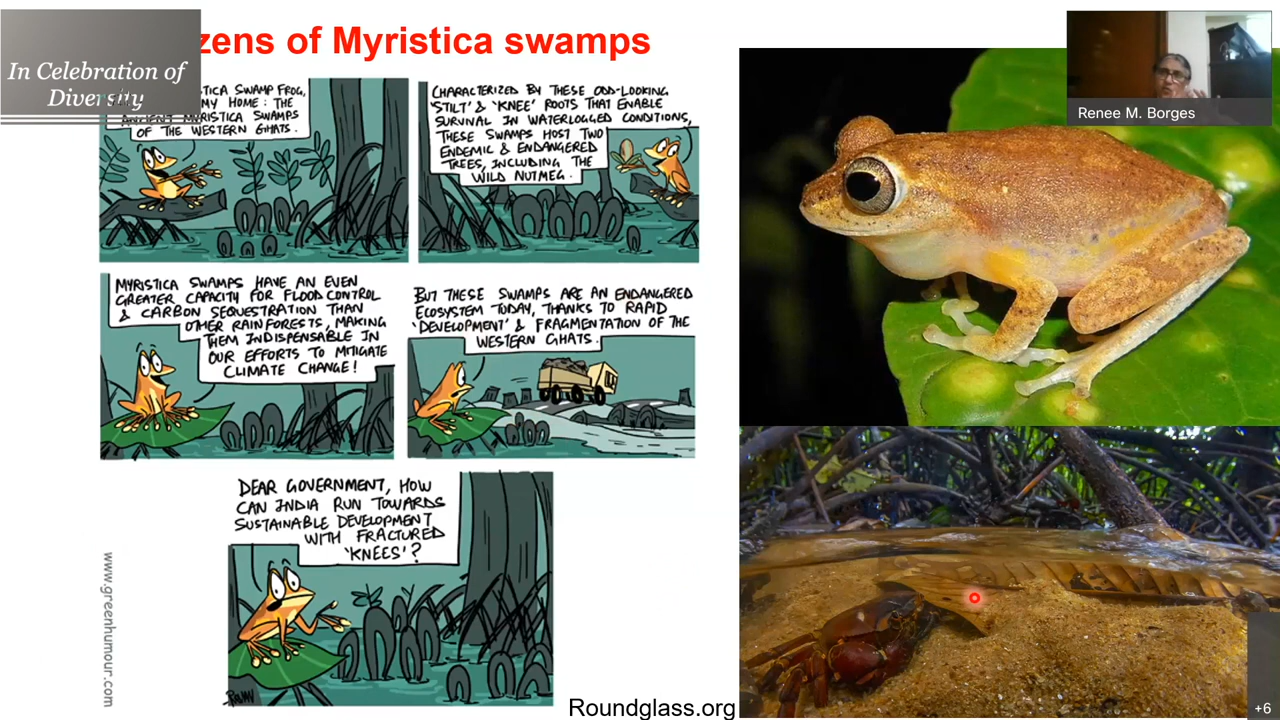 zens of Myristica swamps
In Celebration of
Diversity
STICA SWAMP FROG,
MY HOME: THE
ANCIENT MYRISTICA SWAMPS
OF THE WESTERN GHATS.
CHARACTERIZED BY THESE ODD-LOOKING
'STILT' & 'KNEE' ROOTS THAT ENABLE
SURVIVAL IN WATERLOGGED CONDITIONS,
THESE SWAMPS HOST TWO
ENDEMIC & ENDANGERED
TREES, INCLUDING THE
WILD NUTMEG.
MYRISTICA SWAMPS HAVE AN EVEN
GREATER CAPACITY FOR FLOOD CONTROL
& CARBON SEQUESTRATION THAN
OTHER RAINFORESTS, MAKING
THEM INDISPENSABLE IN
OUR EFFORTS TO MITIGATE
CLIMATE CHANGE!
BUT THESE SWAMPS ARE AN ENDANGERED
ECOSYSTEM TODAY, THANKS TO RAPID
'DEVELOPMENT' & FRAGMENTATION OF THE
WESTERN GHATS.
DEAR GOVERNMENT, HOW
CAN INDIA RUN TOWARDS
SUSTAINABLE DEVELOPMENT
WITH FRACTURED
'KNEES'?
www.greenhumour.com
Roundglass.org
Renee M. Borges
+6